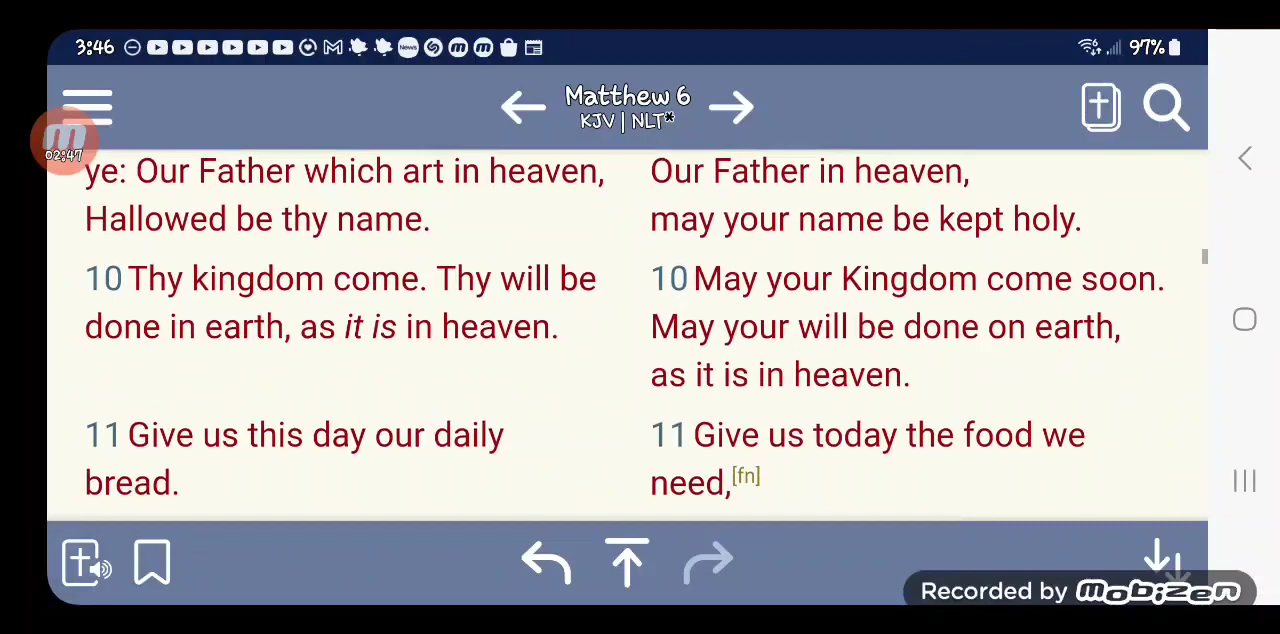 3:46
News
97%
Matthew 6
KJV | NLT*
02:47
ye: Our Father which art in heaven,
Hallowed be thy name.
10 Thy kingdom come. Thy will be
done in earth, as it is in heaven.
11 Give us this day our daily
bread.
Our Father in heaven,
may your name be kept holy.
10 May your Kingdom come soon.
May your will be done on earth,
as it is in heaven.
11 Give us today the food we
need,[fn]
Recorded by mobizen